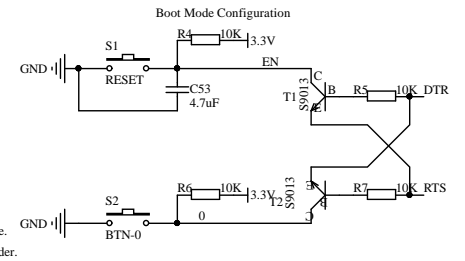 Boot Mode Configuration
R4 10K 3.3V
S1
GND
RESET
EN
C53
4.7uF
C
T1
S9013
B
E
R5 10K DTR
S2
GND
BTN-0
R6 10K 3.3V
0
T2
S9013
E
B
C
R7 10K RTS
e.
der.